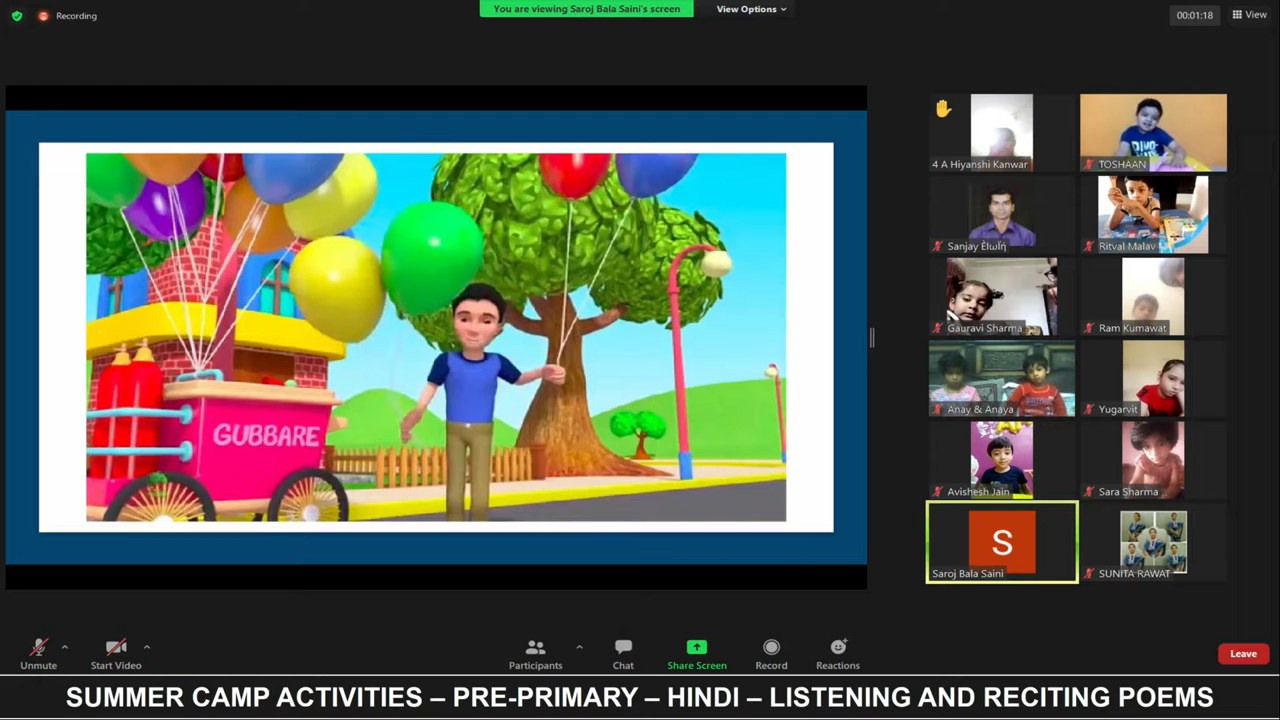 Recording
You are viewing Saroj Bala Saini's screen
View Options
00:01:18
View
GUBBARE
4 A Hiyanshi Kanwar
TOSHAAN
DINO
Sanjay
Ritval Malav
Gauravi Sharma
Ram Kumawat
Anay & Anaya
Yugarvit
Avishesh Jain
Sara Sharma
S
Saroj Bala Saini
SUNITA RAWAT
Unmute
Start Video
Participants
Chat
Share Screen
Record
Reactions
Leave
SUMMER CAMP ACTIVITIES – PRE-PRIMARY – HINDI – LISTENING AND RECITING POEMS